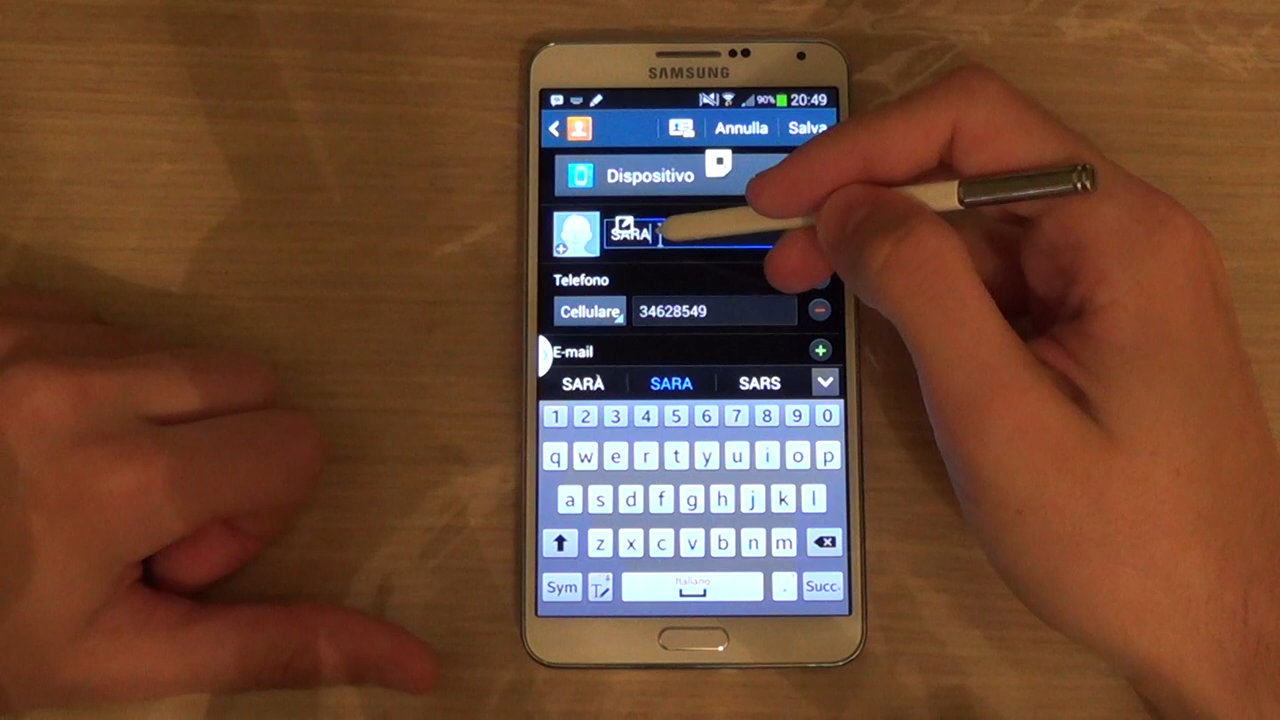 SAMSUNG
90% 20:49
Annulla Salva
Dispositivo
SARA
Telefono
Cellulare 34628549
E-mail
SARÀ SARA SARS
1 2 3 4 5 6 7 8 9 0
q w e r t y u i o p
a s d f g h j k l
z x c v b n m
Sym T Italiano . Succ.